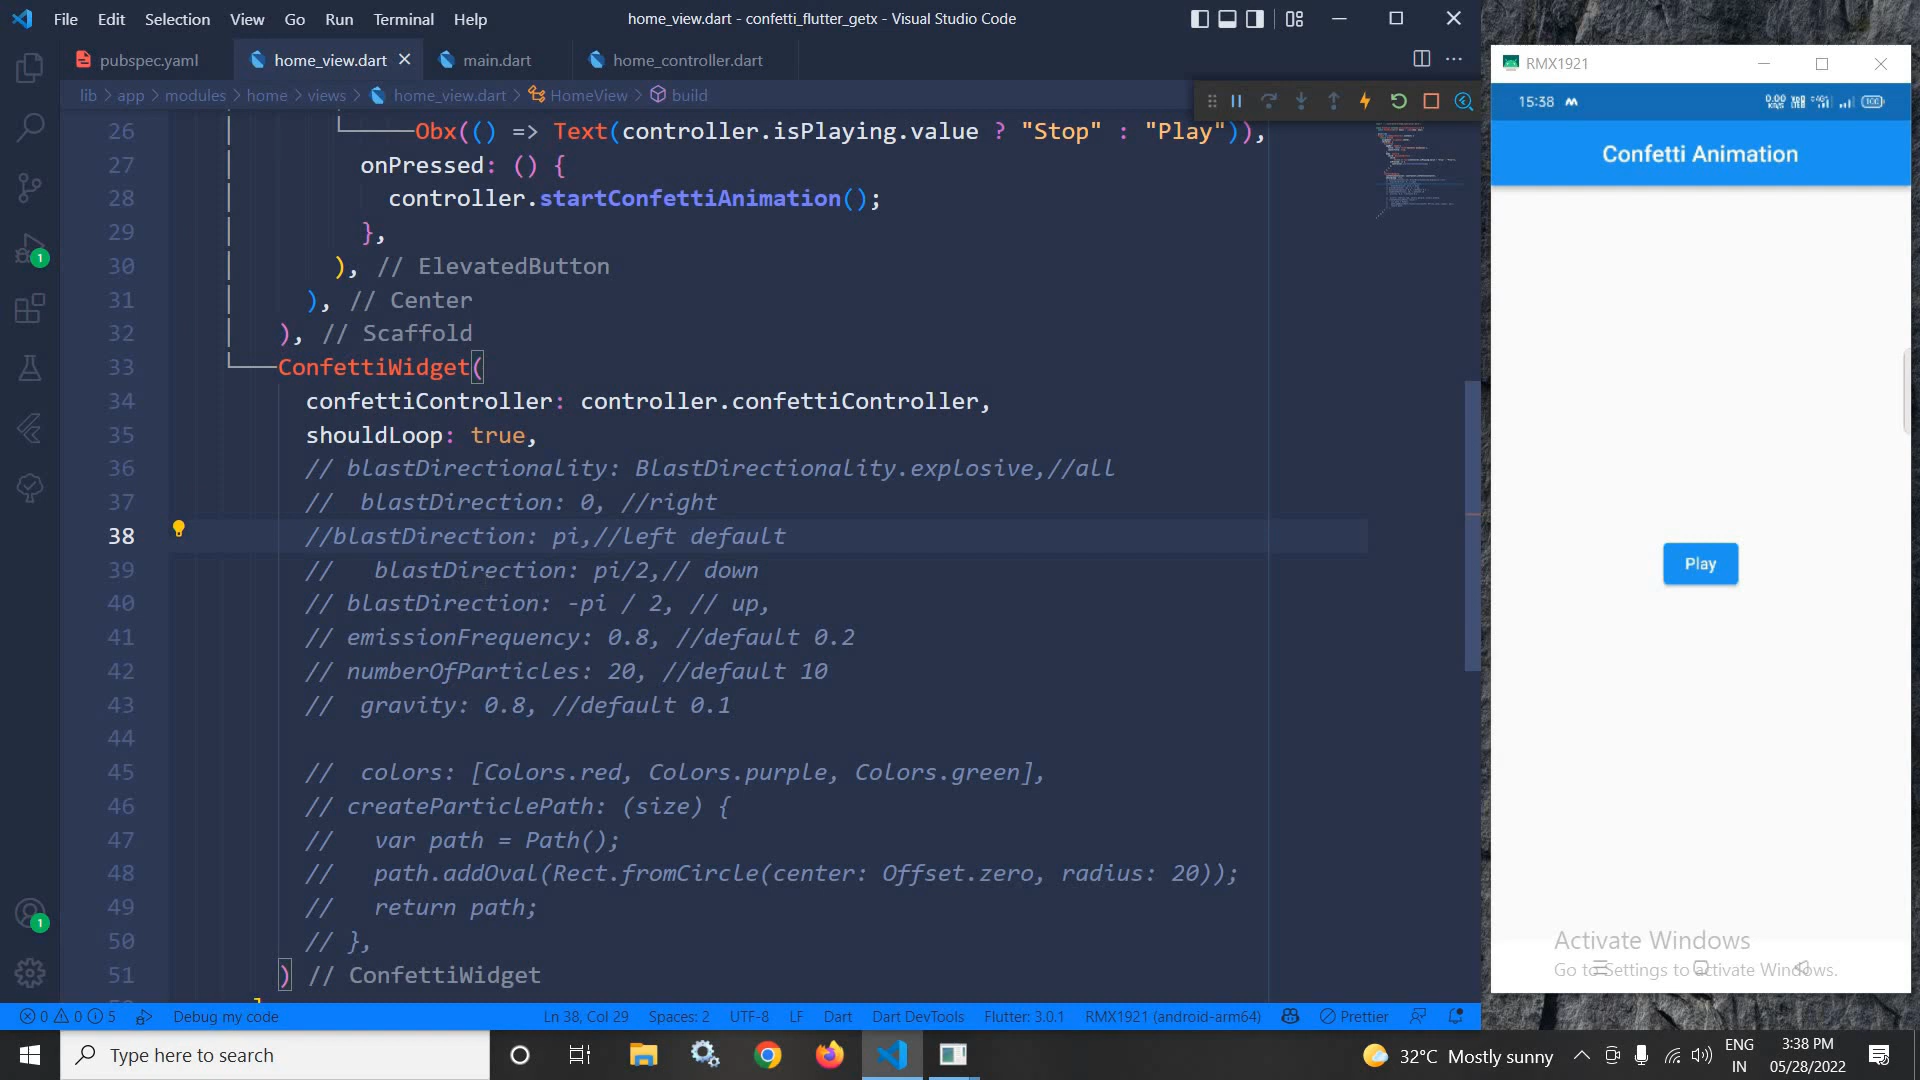 File Edit Selection View Go Run Terminal Help
home_view.dart - confetti_flutter_getx - Visual Studio Code
pubspec.yaml
home_view.dart
main.dart
home_controller.dart
lib > app > modules > home > views > home_view.dart > HomeView > build
26 Obx(() => Text(controller.isPlaying.value ? "Stop" : "Play")),
27 onPressed: () {
28 controller.startConfettiAnimation();
29 },
30 ), // ElevatedButton
31 ), // Center
32 ), // Scaffold
33 ConfettiWidget(
34 confettiController: controller.confettiController,
35 shouldLoop: true,
36 // blastDirectionality: BlastDirectionality.explosive,//all
37 //  blastDirection: 0, //right
38 //blastDirection: pi,//left default
39 //   blastDirection: pi/2,// down
40 // blastDirection: -pi / 2, // up,
41 // emissionFrequency: 0.8, //default 0.2
42 // numberOfParticles: 20, //default 10
43 //  gravity: 0.8, //default 0.1
44
45 //  colors: [Colors.red, Colors.purple, Colors.green],
46 // createParticlePath: (size) {
47 //   var path = Path();
48 //   path.addOval(Rect.fromCircle(center: Offset.zero, radius: 20));
49 //   return path;
50 // },
51 ) // ConfettiWidget
1
1
0 0 5 Debug my code
Ln 38, Col 29 Spaces: 2 UTF-8 LF Dart Dart DevTools Flutter: 3.0.1 RMX1921 (android-arm64) Prettier
RMX1921
15:38
0.00 100
Confetti Animation
Play
Activate Windows
Go to Settings to activate Windows.
Type here to search
32°C Mostly sunny
ENG
IN
3:38 PM
05/28/2022